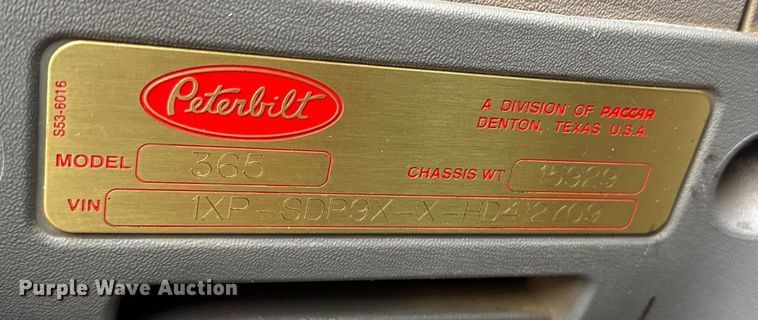 S53-6016
Peterbilt
A DIVISION OF PACCAR
DENTON, TEXAS U.S.A.
MODEL 365
CHASSIS WT 15929
VIN 1XP-SDP9X-X-HD412709
Purple Wave Auction